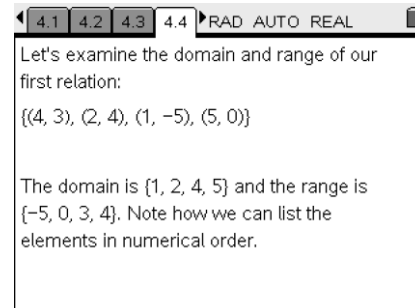 4.1 4.2 4.3 4.4 RAD AUTO REAL
Let's examine the domain and range of our
first relation:
{(4, 3), (2, 4), (1, −5), (5, 0)}
The domain is {1, 2, 4, 5} and the range is
{−5, 0, 3, 4}. Note how we can list the
elements in numerical order.